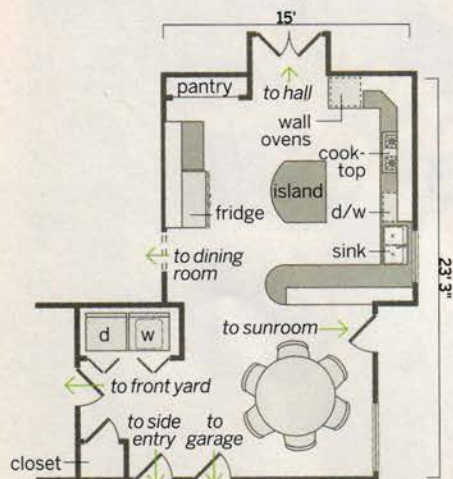 15'
pantry
to hall
wall
ovens
cook-
top
island
fridge
d/w
sink
to dining
room
23' 3"
d
w
to sunroom
to front yard
to side
entry
to
garage
closet